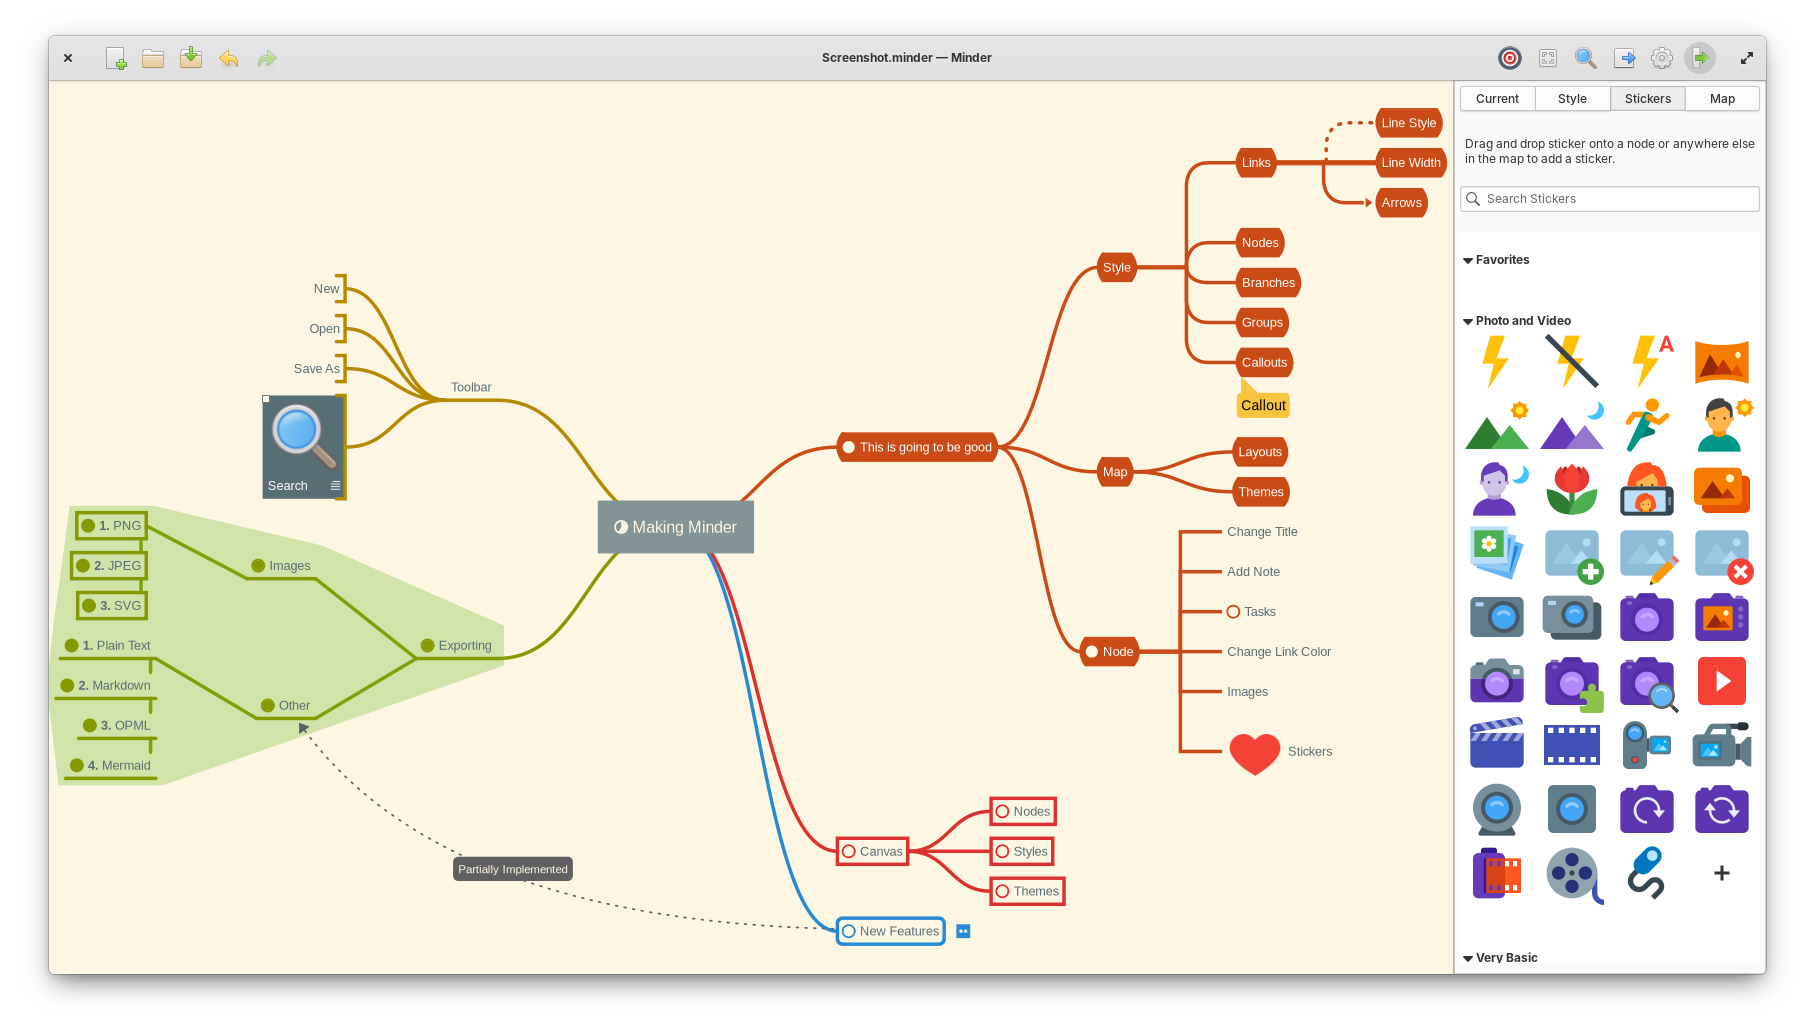 Screenshot.minder — Minder
Current
Style
Stickers
Map
Drag and drop sticker onto a node or anywhere else
in the map to add a sticker.
Search Stickers
Favorites
Photo and Video
A
Very Basic
Line Style
Links
Line Width
Arrows
Nodes
Style
Branches
Groups
Callouts
Callout
This is going to be good
Layouts
Map
Themes
Change Title
Add Note
Tasks
Node
Change Link Color
Images
Stickers
New
Open
Save As
Toolbar
Search
Making Minder
1. PNG
Images
2. JPEG
3. SVG
1. Plain Text
Exporting
2. Markdown
Other
3. OPML
4. Mermaid
Partially Implemented
Nodes
Canvas
Styles
Themes
New Features